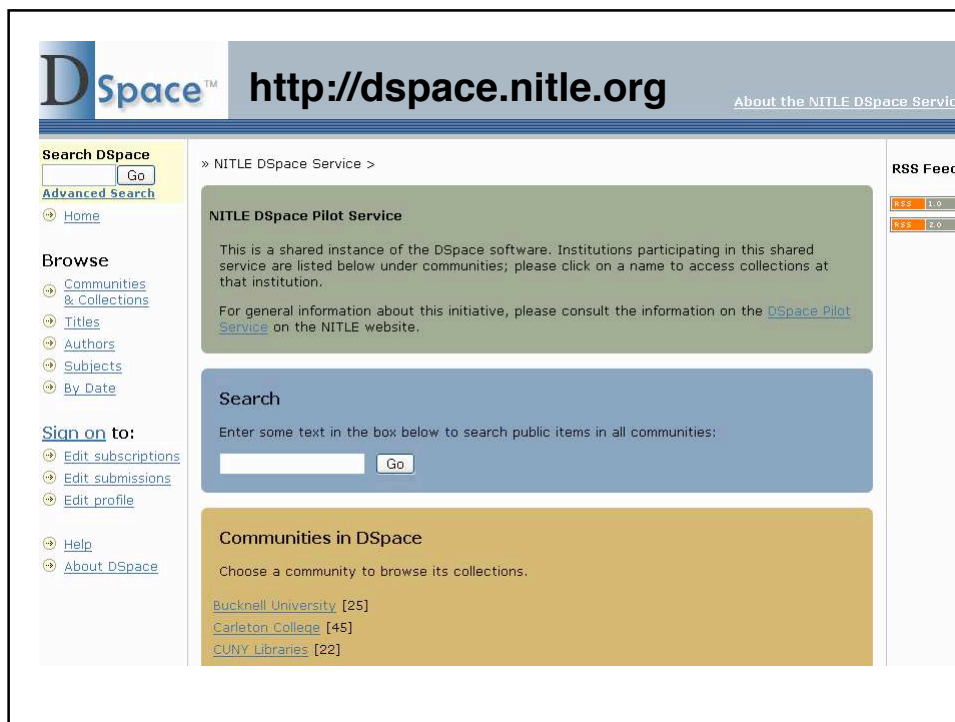 DSpace™
http://dspace.nitle.org
About the NITLE DSpace Servic
Search DSpace
Go
Advanced Search
Home
Browse
Communities
& Collections
Titles
Authors
Subjects
By Date
Sign on to:
Edit subscriptions
Edit submissions
Edit profile
Help
About DSpace
» NITLE DSpace Service >
NITLE DSpace Pilot Service
This is a shared instance of the DSpace software. Institutions participating in this shared
service are listed below under communities; please click on a name to access collections at
that institution.
For general information about this initiative, please consult the information on the DSpace Pilot
Service on the NITLE website.
Search
Enter some text in the box below to search public items in all communities:
Go
Communities in DSpace
Choose a community to browse its collections.
Bucknell University [25]
Carleton College [45]
CUNY Libraries [22]
RSS Feed
RSS 1.0
RSS 2.0